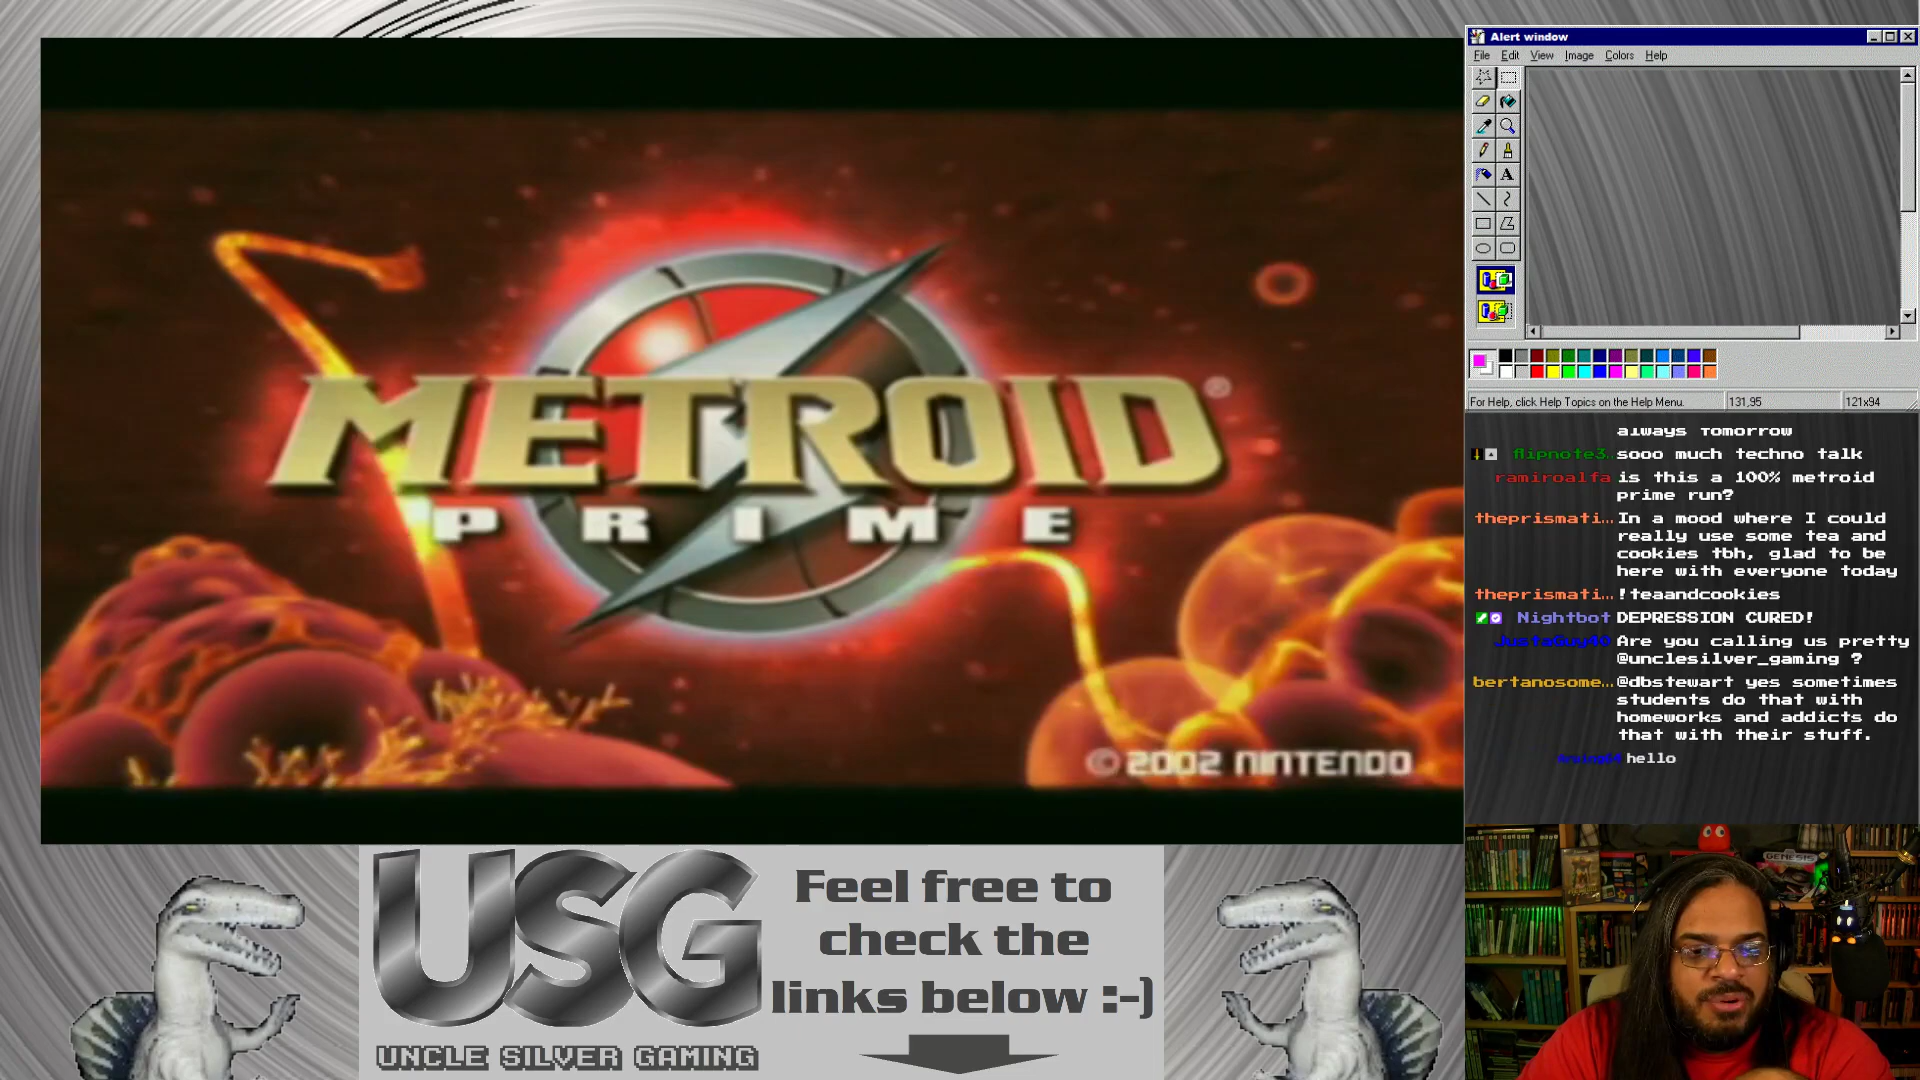 METROID®
PRIME
©2002 NINTENDO
Alert window
File Edit View Image Colors Help
A
For Help, click Help Topics on the Help Menu.
131,95
121x94
always tomorrow
flipnote3.. sooo much techno talk
ramiroalfa is this a 100% metroid
prime run?
theprismati... In a mood where I could
really use some tea and
cookies tbh, glad to be
here with everyone today
theprismati... !teaandcookies
Nightbot DEPRESSION CURED!
JustaGuy40 Are you calling us pretty
@unclesilver_gaming ?
bertanosome... @dbstewart yes sometimes
students do that with
homeworks and addicts do
that with their stuff.
hello
GENESIS
USG
UNCLE SILVER GAMING
Feel free to
check the
links below :-)